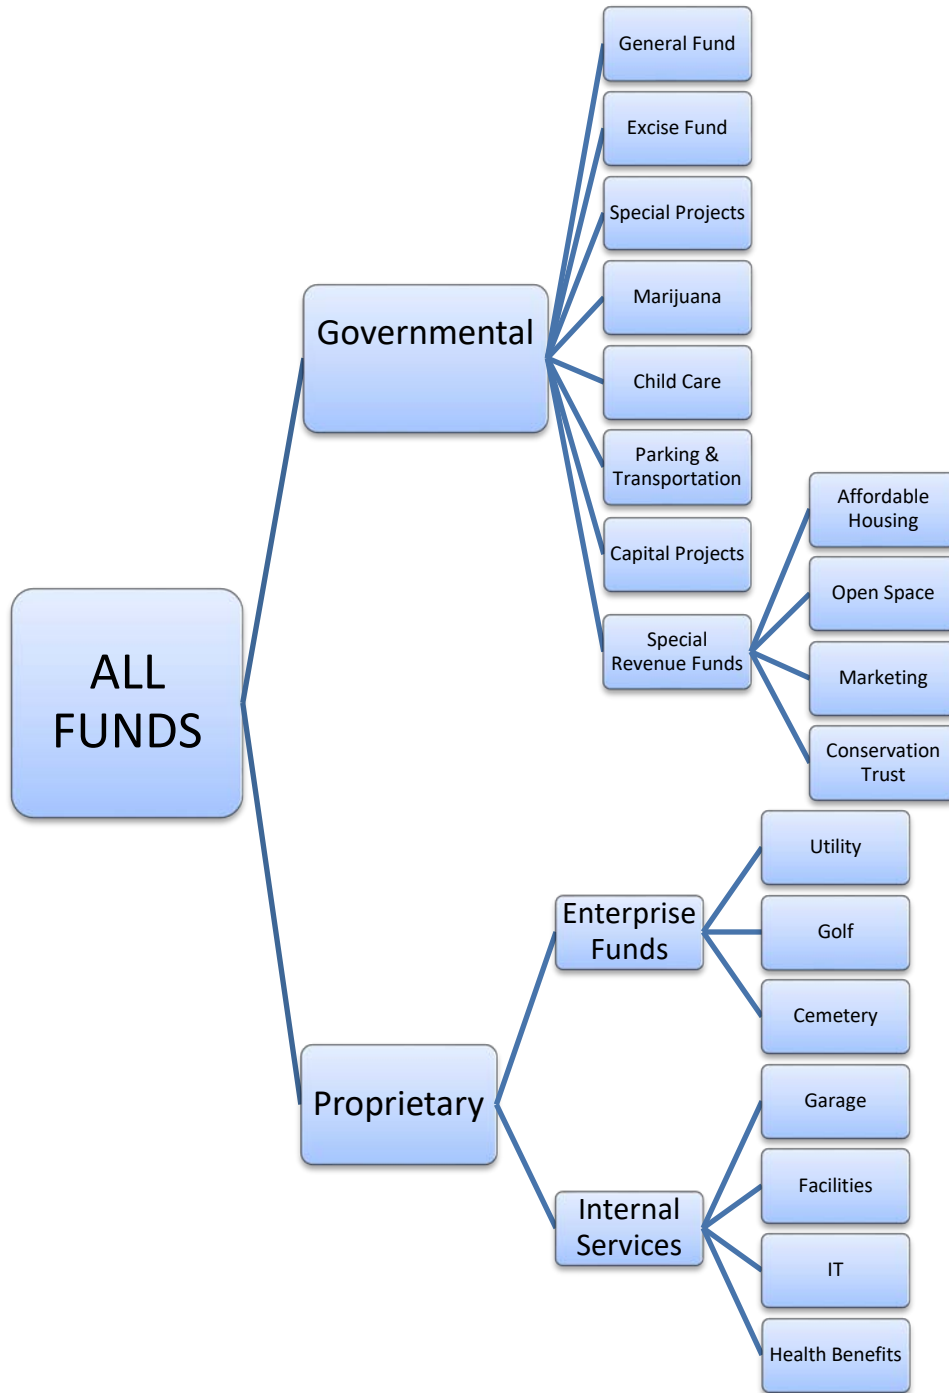 General Fund
Excise Fund
Special Projects
Marijuana
Governmental
Child Care
Parking &
Transportation
Capital Projects
Special
Revenue Funds
Affordable
Housing
Open Space
Marketing
Conservation
Trust
ALL
FUNDS
Utility
Enterprise
Funds
Golf
Cemetery
Proprietary
Garage
Facilities
Internal
Services
IT
Health Benefits